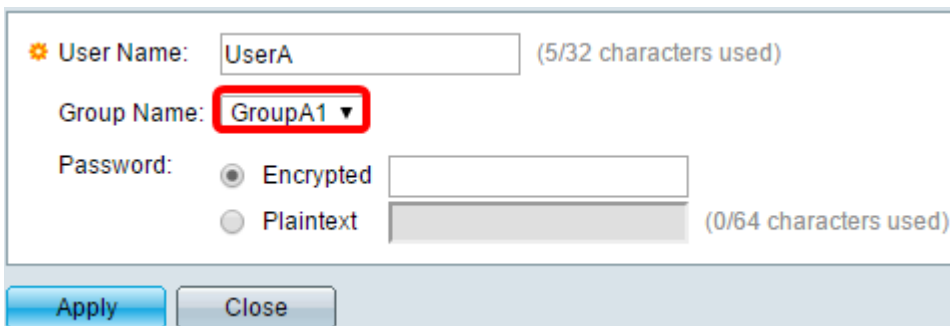 User Name: UserA (5/32 characters used)
Group Name: GroupA1
Password: Encrypted
Plaintext (0/64 characters used)
Apply Close